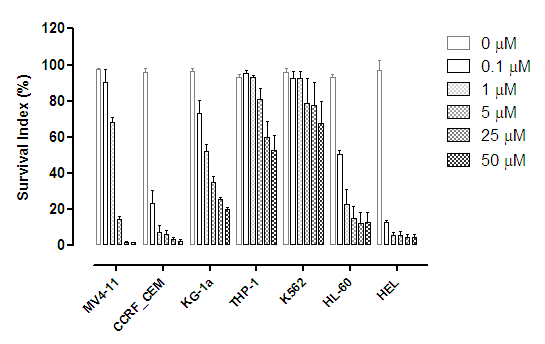 Survival Index (%)
120
100
80
60
40
20
0
MV4-11
CCRF_CEM
KG-1a
THP-1
K562
HL-60
HEL
0 µM
0.1 µM
1 µM
5 µM
25 µM
50 µM